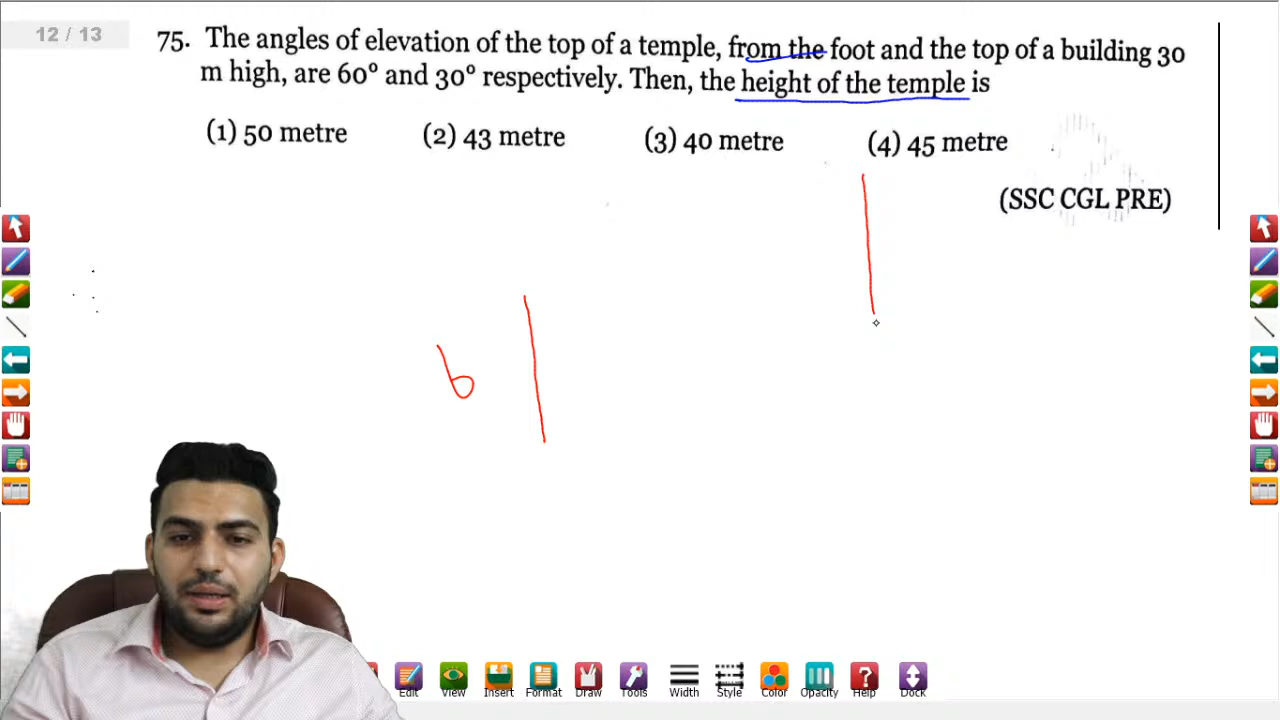 12 / 13
75. The angles of elevation of the top of a temple, from the foot and the top of a building 30
m high, are 60° and 30° respectively. Then, the height of the temple is
(1) 50 metre (2) 43 metre (3) 40 metre (4) 45 metre
(SSC CGL PRE)
b
Edit View Insert Format Draw Tools Width Style Color Opacity Help Dock